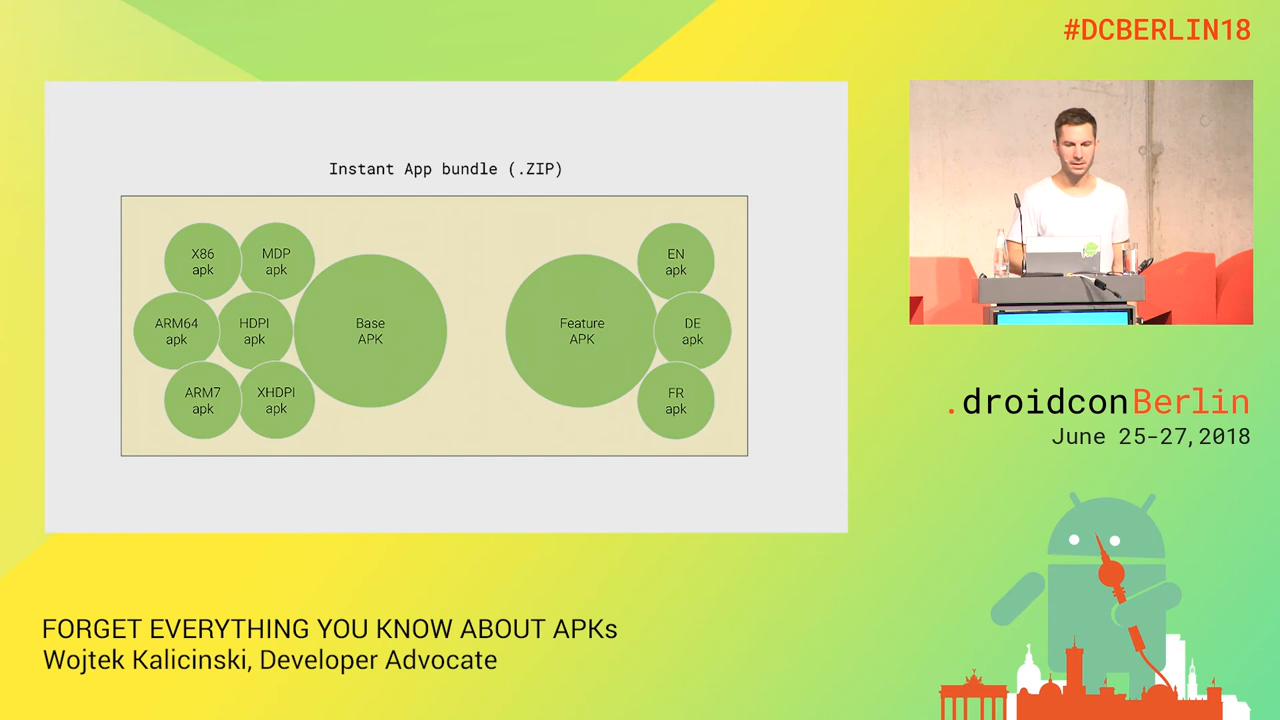 #DCBERLIN18
Instant App bundle (.ZIP)
X86
apk
MDP
apk
ARM64
apk
HDPI
apk
ARM7
apk
XHDPI
apk
Base
APK
Feature
APK
EN
apk
DE
apk
FR
apk
.droidconBerlin
June 25-27,2018
FORGET EVERYTHING YOU KNOW ABOUT APKs
Wojtek Kalicinski, Developer Advocate